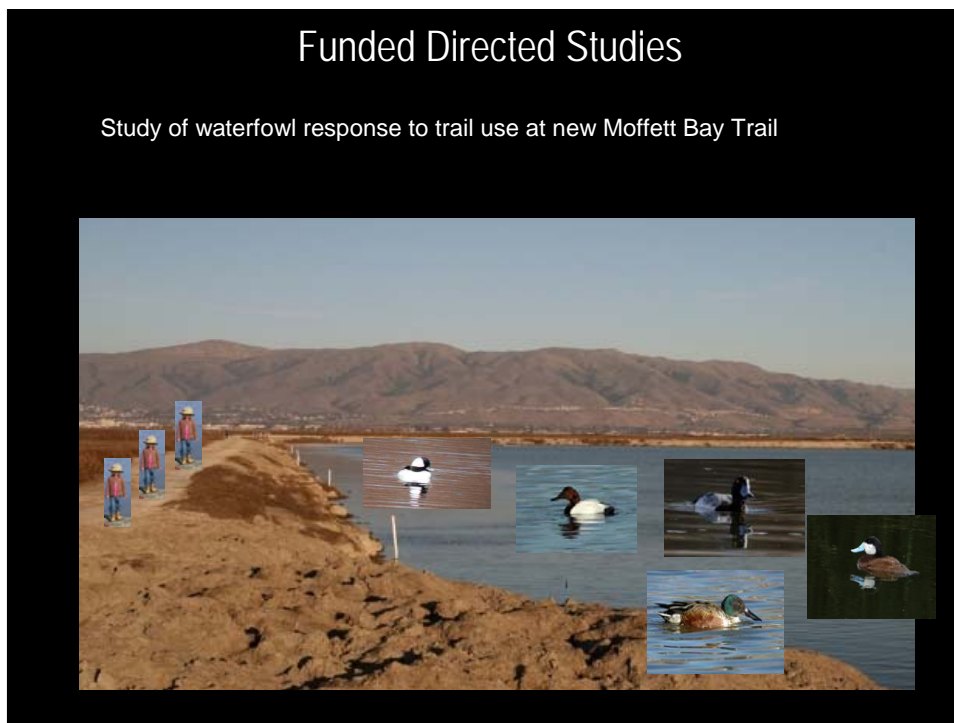 Funded Directed Studies
Study of waterfowl response to trail use at new Moffett Bay Trail